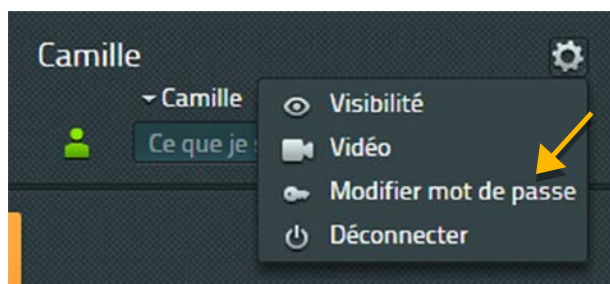 Camille
Camille
Visibilité
Ce que je
Vidéo
Modifier mot de passe
Déconnecter